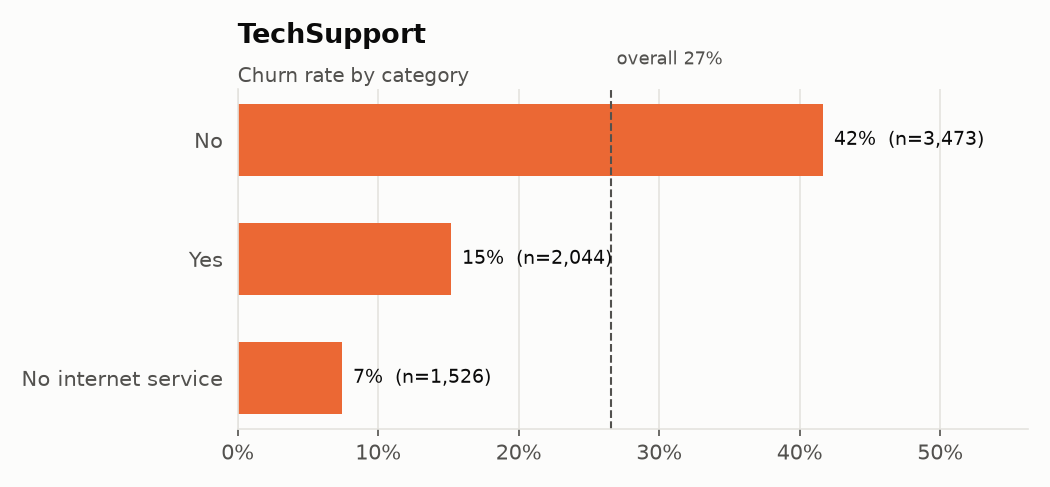 TechSupport
overall 27%
Churn rate by category
No
42% (n=3,473)
Yes
15% (n=2,044)
No internet service
7% (n=1,526)
0% 10% 20% 30% 40% 50%